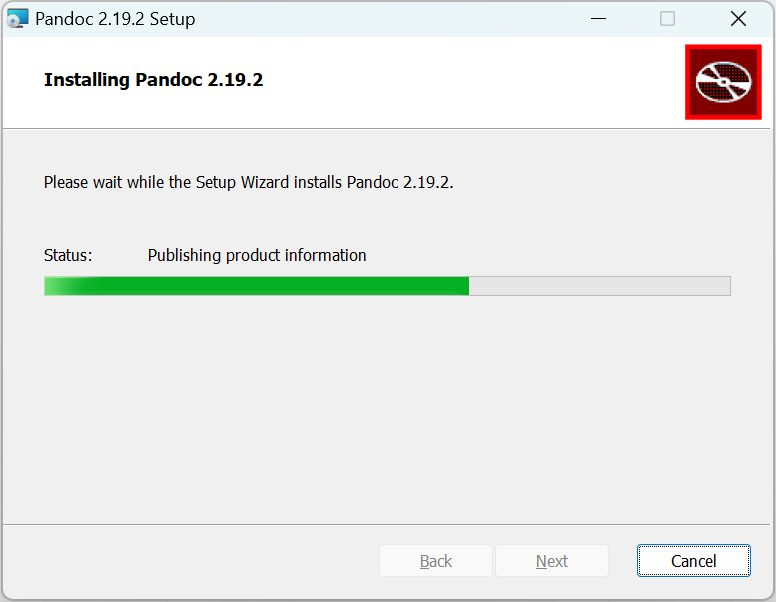 Pandoc 2.19.2 Setup
Installing Pandoc 2.19.2
Please wait while the Setup Wizard installs Pandoc 2.19.2.
Status: Publishing product information
Back Next Cancel